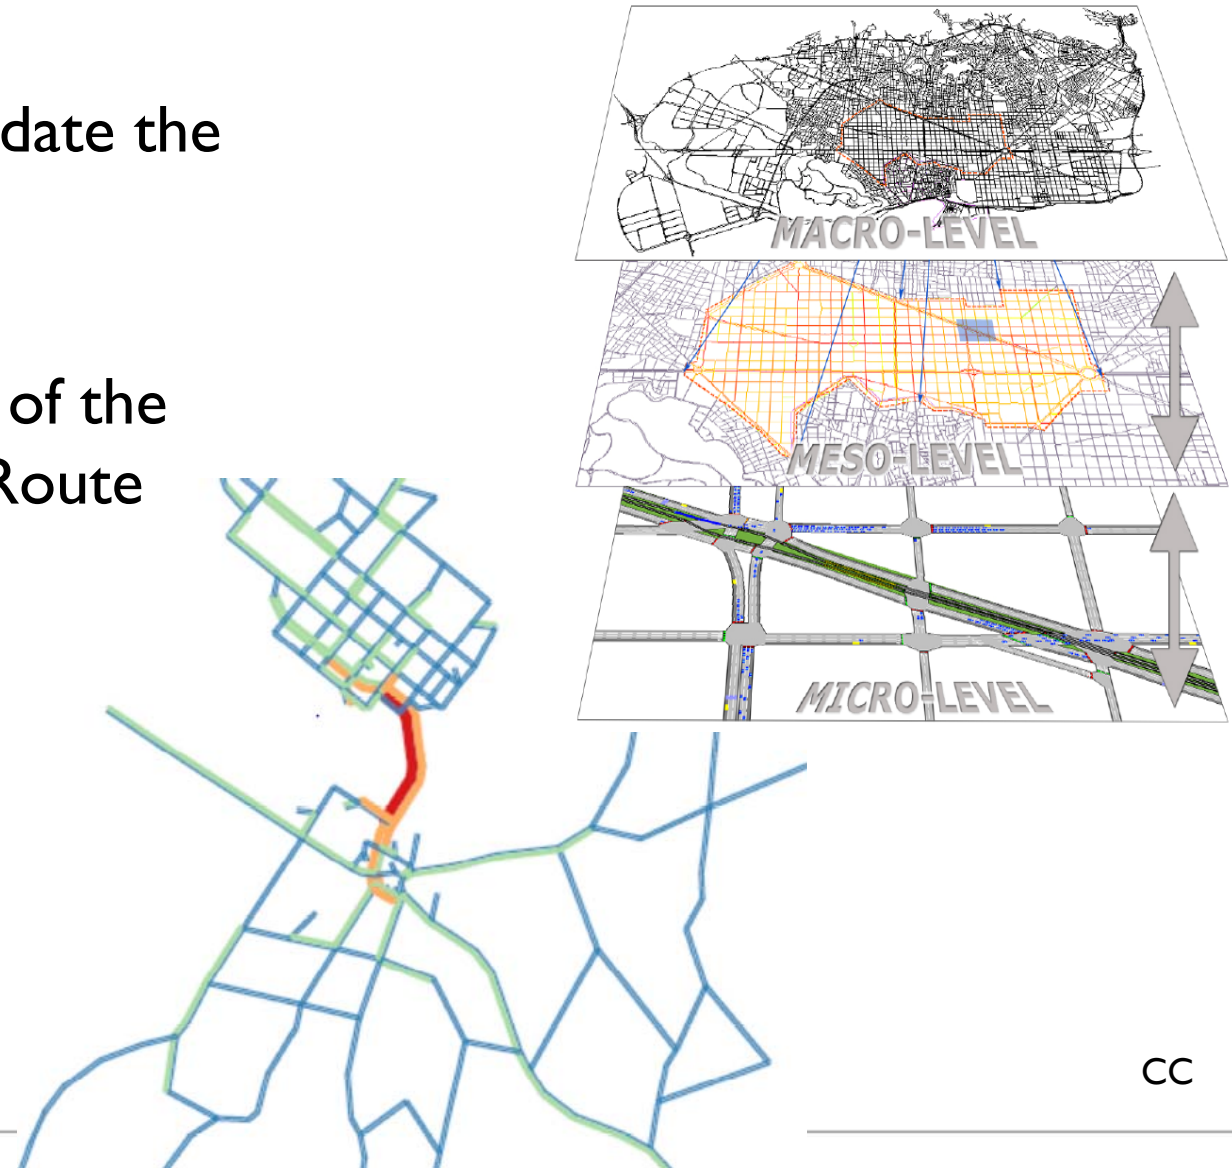 date the
of the
Route
MACRO-LEVEL
MESO-LEVEL
MICRO-LEVEL
CC